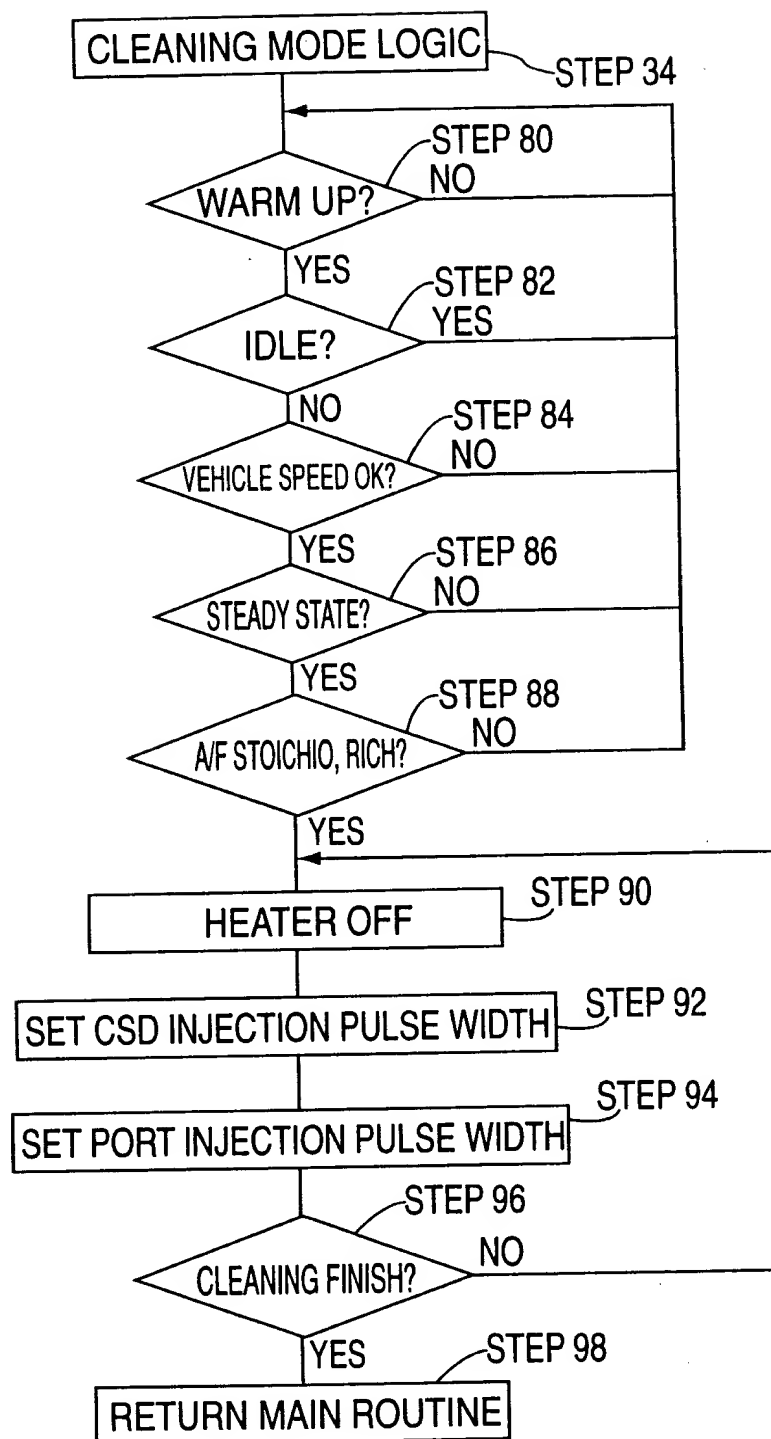 CLEANING MODE LOGIC
STEP 34
STEP 80
WARM UP?
NO
YES
STEP 82
IDLE?
YES
NO
STEP 84
VEHICLE SPEED OK?
NO
YES
STEP 86
STEADY STATE?
NO
YES
STEP 88
A/F STOICHIO, RICH?
NO
YES
STEP 90
HEATER OFF
STEP 92
SET CSD INJECTION PULSE WIDTH
STEP 94
SET PORT INJECTION PULSE WIDTH
STEP 96
CLEANING FINISH?
NO
YES
STEP 98
RETURN MAIN ROUTINE